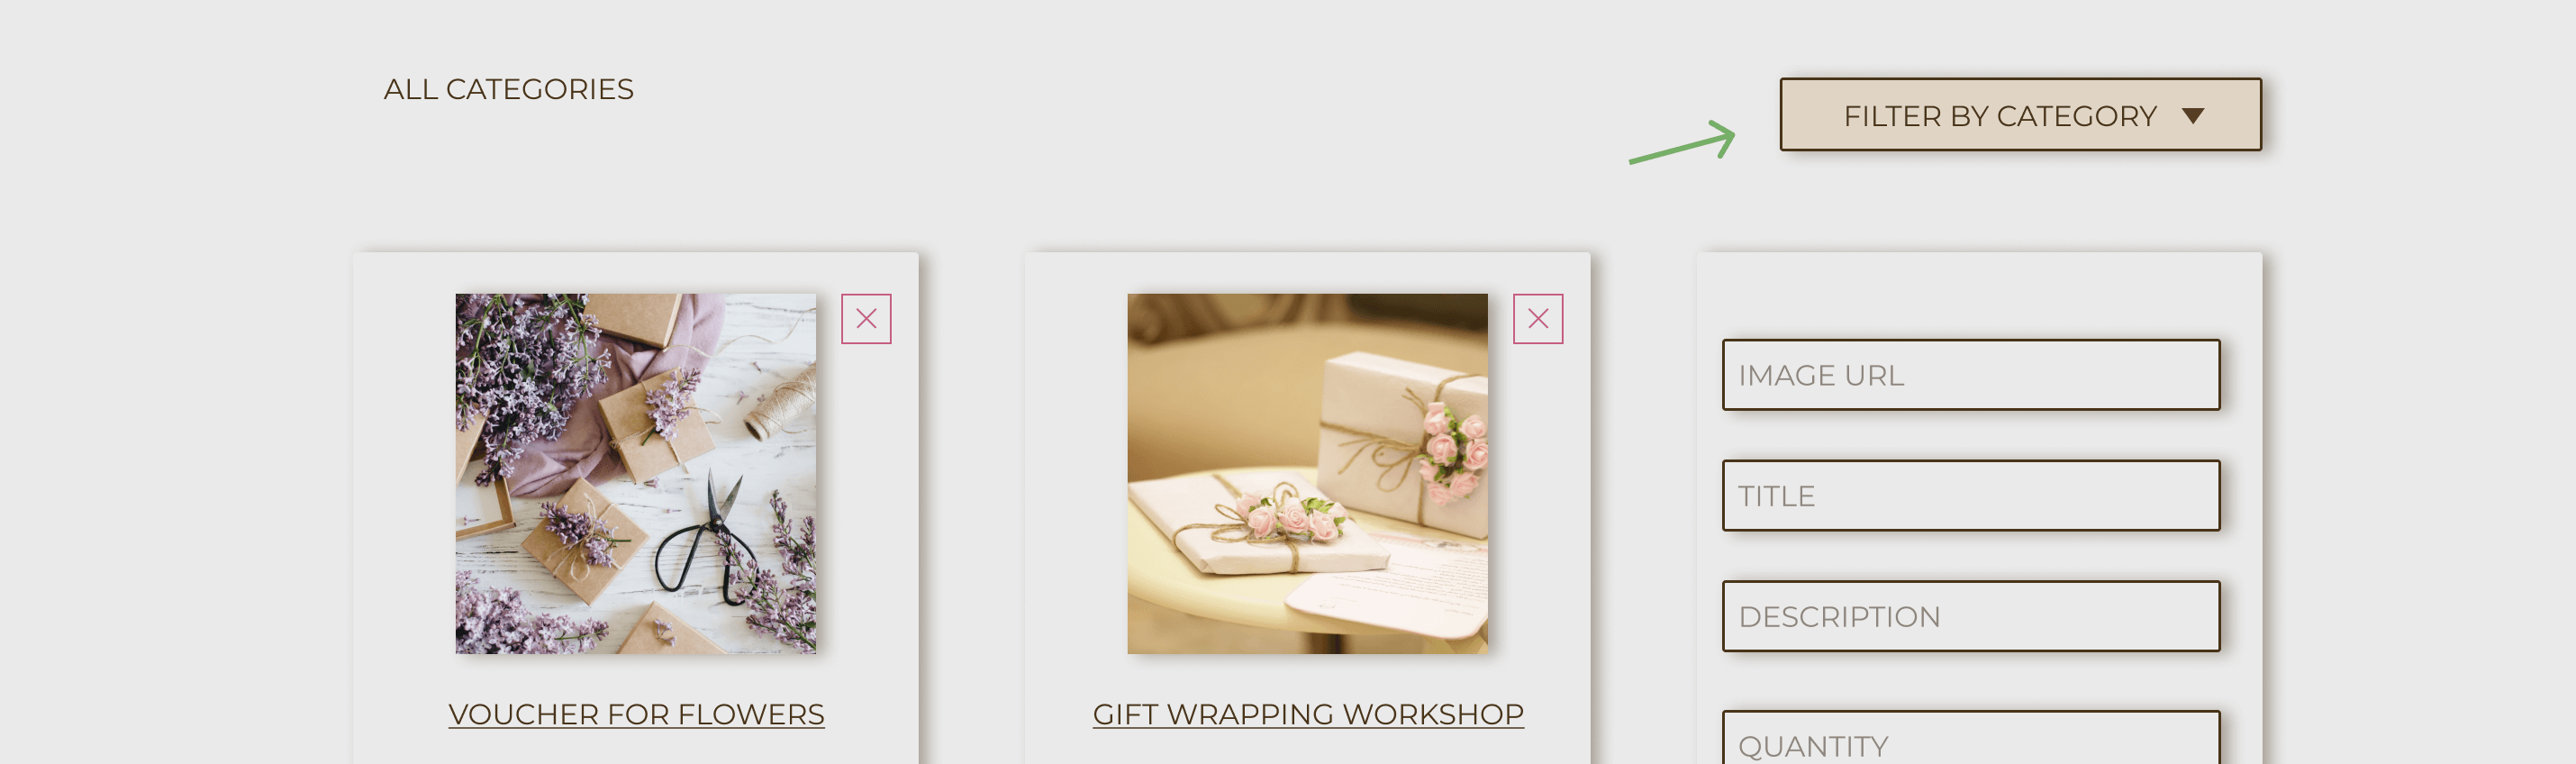 ALL CATEGORIES
FILTER BY CATEGORY
VOUCHER FOR FLOWERS
GIFT WRAPPING WORKSHOP
IMAGE URL
TITLE
DESCRIPTION
QUANTITY